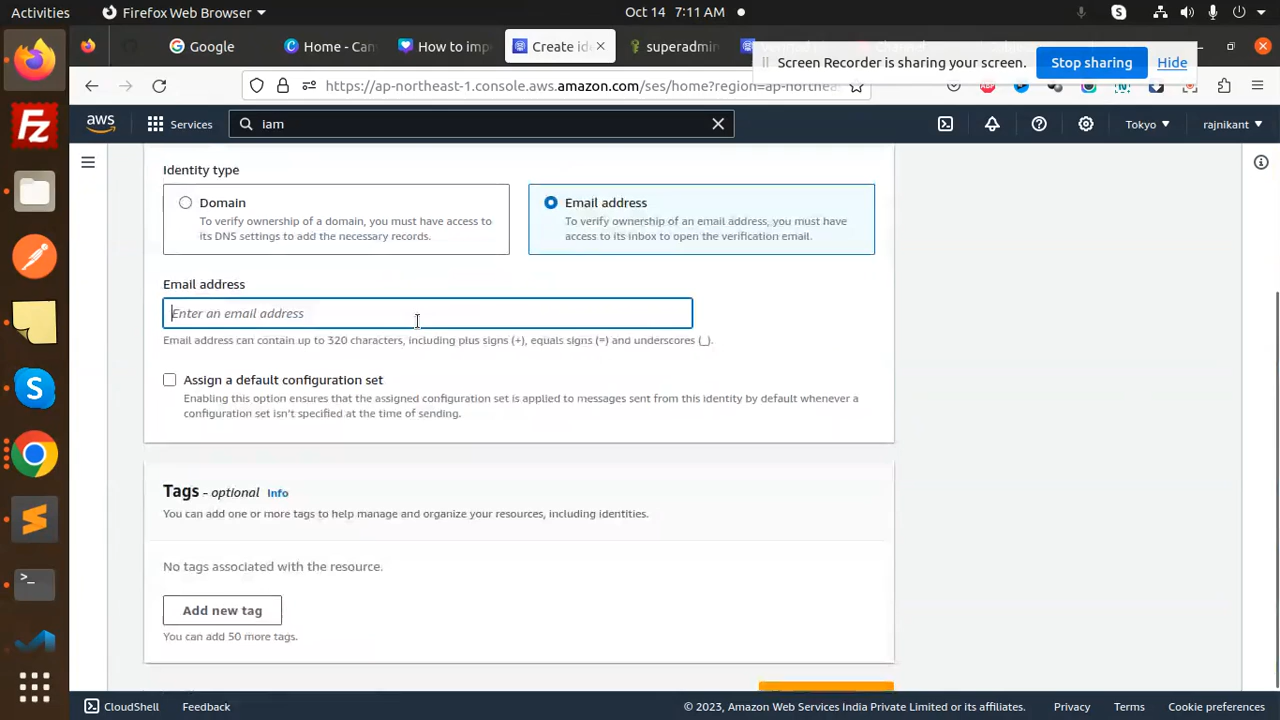 Activities
Firefox Web Browser
Oct 14 7:11 AM
Google
Home - Can
How to imp
Create ide
superadmin
Screen Recorder is sharing your screen.
Stop sharing
Hide
https://ap-northeast-1.console.aws.amazon.com/ses/home?region=ap-northea
aws
Services
iam
Tokyo
rajnikant
Identity type
Domain
To verify ownership of a domain, you must have access to
its DNS settings to add the necessary records.
Email address
To verify ownership of an email address, you must have
access to its inbox to open the verification email.
Email address
Enter an email address
Email address can contain up to 320 characters, including plus signs (+), equals signs (=) and underscores (_).
Assign a default configuration set
Enabling this option ensures that the assigned configuration set is applied to messages sent from this identity by default whenever a
configuration set isn't specified at the time of sending.
Tags - optional Info
You can add one or more tags to help manage and organize your resources, including identities.
No tags associated with the resource.
Add new tag
You can add 50 more tags.
CloudShell
Feedback
© 2023, Amazon Web Services India Private Limited or its affiliates.
Privacy
Terms
Cookie preferences